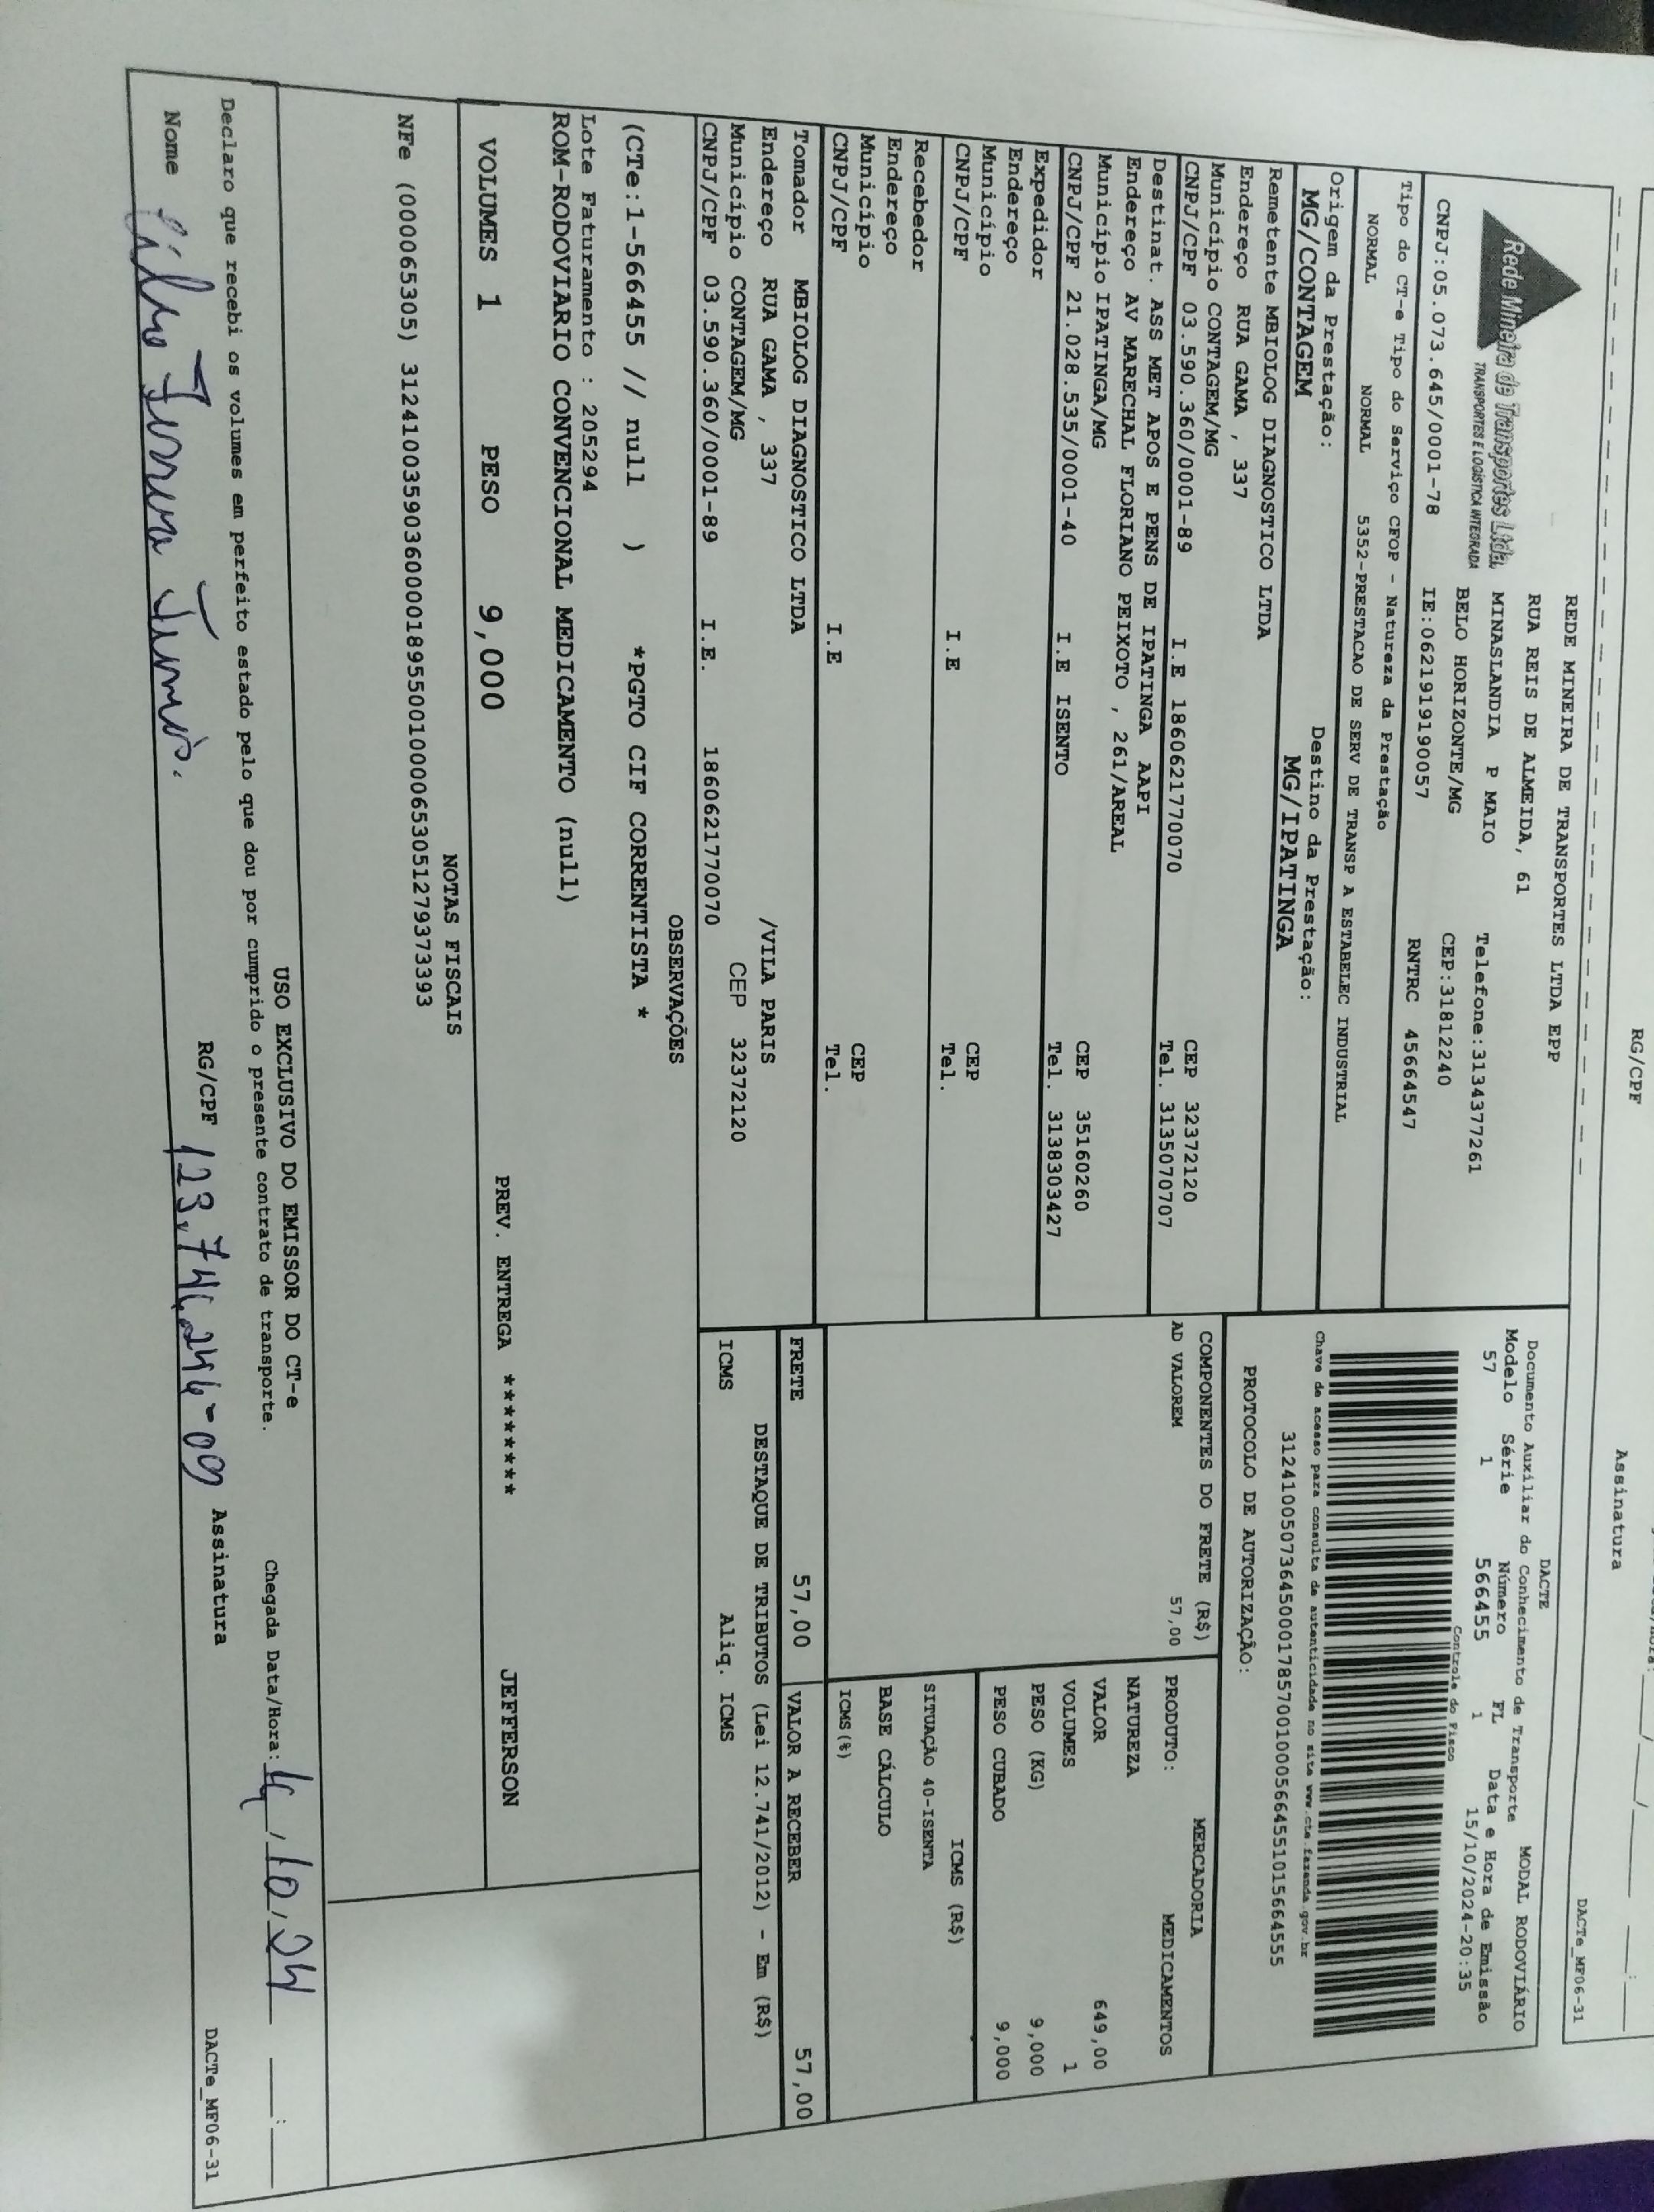 RG/CPF
Assinatura
DACTe_MF06-31
Rede Mineira de Transportes Ltda.
TRANSPORTES E LOGÍSTICA INTEGRADA
REDE MINEIRA DE TRANSPORTES LTDA EPP
RUA REIS DE ALMEIDA, 61
MINASLANDIA P MAIO Telefone:3134377261
BELO HORIZONTE/MG CEP:31812240
CNPJ:05.073.645/0001-78 IE:0621919190057 RNTRC 45664547
DACTE
Documento Auxiliar do Conhecimento de Transporte MODAL RODOVIÁRIO
Modelo Série Número FL Data e Hora de Emissão
57 1 566455 1 15/10/2024-20:35
Controle do Fisco
Tipo do CT-e Tipo do Serviço CFOP - Natureza da Prestação
NORMAL NORMAL 5352-PRESTACAO DE SERV DE TRANSP A ESTABELEC INDUSTRIAL
Chave de acesso para consulta de autenticidade no site www.cte.fazenda.gov.br
31241005073645000178570010005664551015664555
PROTOCOLO DE AUTORIZAÇÃO:
Origem da Prestação: Destino da Prestação:
MG/CONTAGEM MG/IPATINGA
Remetente MBIOLOG DIAGNOSTICO LTDA
Endereço RUA GAMA , 337
Município CONTAGEM/MG CEP 32372120
CNPJ/CPF 03.590.360/0001-89 I.E 1860621770070 Tel. 3135070707
Destinat. ASS MET APOS E PENS DE IPATINGA AAPI
Endereço AV MARECHAL FLORIANO PEIXOTO , 261/AREAL
Município IPATINGA/MG CEP 35160260
CNPJ/CPF 21.028.535/0001-40 I.E ISENTO Tel. 3138303427
Expedidor
Endereço
Município CEP
CNPJ/CPF I.E Tel.
Recebedor
Endereço
Município CEP
CNPJ/CPF I.E Tel.
Tomador MBIOLOG DIAGNOSTICO LTDA
Endereço RUA GAMA , 337 /VILA PARIS
Município CONTAGEM/MG CEP 32372120
CNPJ/CPF 03.590.360/0001-89 I.E. 1860621770070
COMPONENTES DO FRETE (R$)
AD VALOREM 57,00
MERCADORIA
PRODUTO: MEDICAMENTOS
NATUREZA
VALOR 649,00
VOLUMES 1
PESO (KG) 9,000
PESO CUBADO 9,000
ICMS (R$)
SITUAÇÃO 40-ISENTA
BASE CÁLCULO
ICMS (%)
FRETE 57,00 VALOR A RECEBER 57,00
DESTAQUE DE TRIBUTOS (Lei 12.741/2012) - Em (R$)
ICMS Aliq. ICMS
OBSERVAÇÕES
(CTe:1-566455 // null ) *PGTO CIF CORRENTISTA *
Lote Faturamento : 205294
ROM-RODOVIARIO CONVENCIONAL MEDICAMENTO (null)
VOLUMES 1 PESO 9,000 PREV. ENTREGA ******** JEFFERSON
NOTAS FISCAIS
NFe (000065305) 31241003590360000189550010000653051279373393
USO EXCLUSIVO DO EMISSOR DO CT-e
Declaro que recebi os volumes em perfeito estado pelo que dou por cumprido o presente contrato de transporte. Chegada Data/Hora:
Nome RG/CPF Assinatura
DACTe_MF06-31